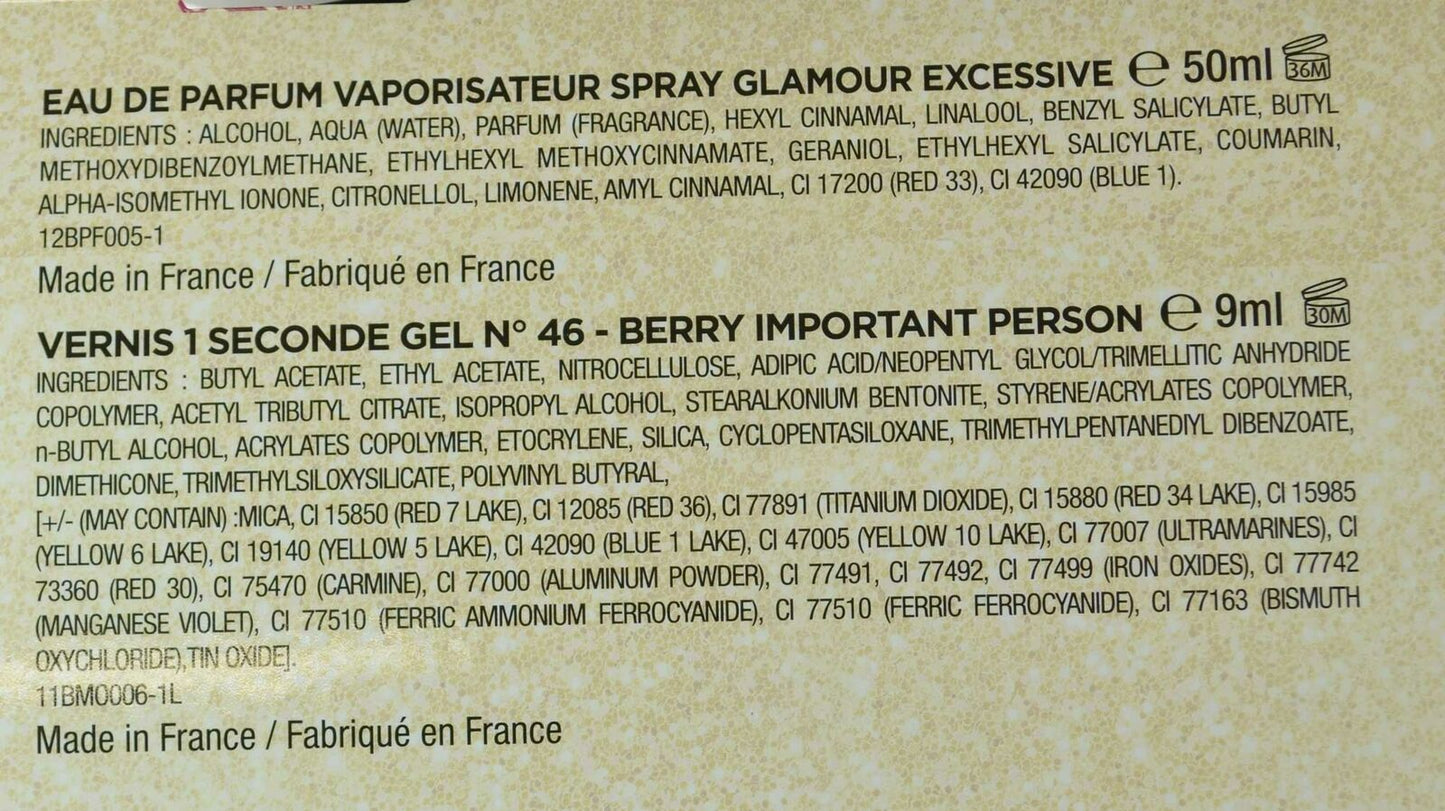 EAU DE PARFUM VAPORISATEUR SPRAY GLAMOUR EXCESSIVE ℮ 50ml 36M
INGREDIENTS : ALCOHOL, AQUA (WATER), PARFUM (FRAGRANCE), HEXYL CINNAMAL, LINALOOL, BENZYL SALICYLATE, BUTYL
METHOXYDIBENZOYLMETHANE, ETHYLHEXYL METHOXYCINNAMATE, GERANIOL, ETHYLHEXYL SALICYLATE, COUMARIN,
ALPHA-ISOMETHYL IONONE, CITRONELLOL, LIMONENE, AMYL CINNAMAL, CI 17200 (RED 33), CI 42090 (BLUE 1).
12BPF005-1
Made in France / Fabriqué en France
VERNIS 1 SECONDE GEL N° 46 - BERRY IMPORTANT PERSON ℮ 9ml 30M
INGREDIENTS : BUTYL ACETATE, ETHYL ACETATE, NITROCELLULOSE, ADIPIC ACID/NEOPENTYL GLYCOL/TRIMELLITIC ANHYDRIDE
COPOLYMER, ACETYL TRIBUTYL CITRATE, ISOPROPYL ALCOHOL, STEARALKONIUM BENTONITE, STYRENE/ACRYLATES COPOLYMER,
n-BUTYL ALCOHOL, ACRYLATES COPOLYMER, ETOCRYLENE, SILICA, CYCLOPENTASILOXANE, TRIMETHYLPENTANEDIYL DIBENZOATE,
DIMETHICONE, TRIMETHYLSILOXYSILICATE, POLYVINYL BUTYRAL,
[+/- (MAY CONTAIN) :MICA, CI 15850 (RED 7 LAKE), CI 12085 (RED 36), CI 77891 (TITANIUM DIOXIDE), CI 15880 (RED 34 LAKE), CI 15985
(YELLOW 6 LAKE), CI 19140 (YELLOW 5 LAKE), CI 42090 (BLUE 1 LAKE), CI 47005 (YELLOW 10 LAKE), CI 77007 (ULTRAMARINES), CI
73360 (RED 30), CI 75470 (CARMINE), CI 77000 (ALUMINUM POWDER), CI 77491, CI 77492, CI 77499 (IRON OXIDES), CI 77742
(MANGANESE VIOLET), CI 77510 (FERRIC AMMONIUM FERROCYANIDE), CI 77510 (FERRIC FERROCYANIDE), CI 77163 (BISMUTH
OXYCHLORIDE),TIN OXIDE].
11BMO006-1L
Made in France / Fabriqué en France